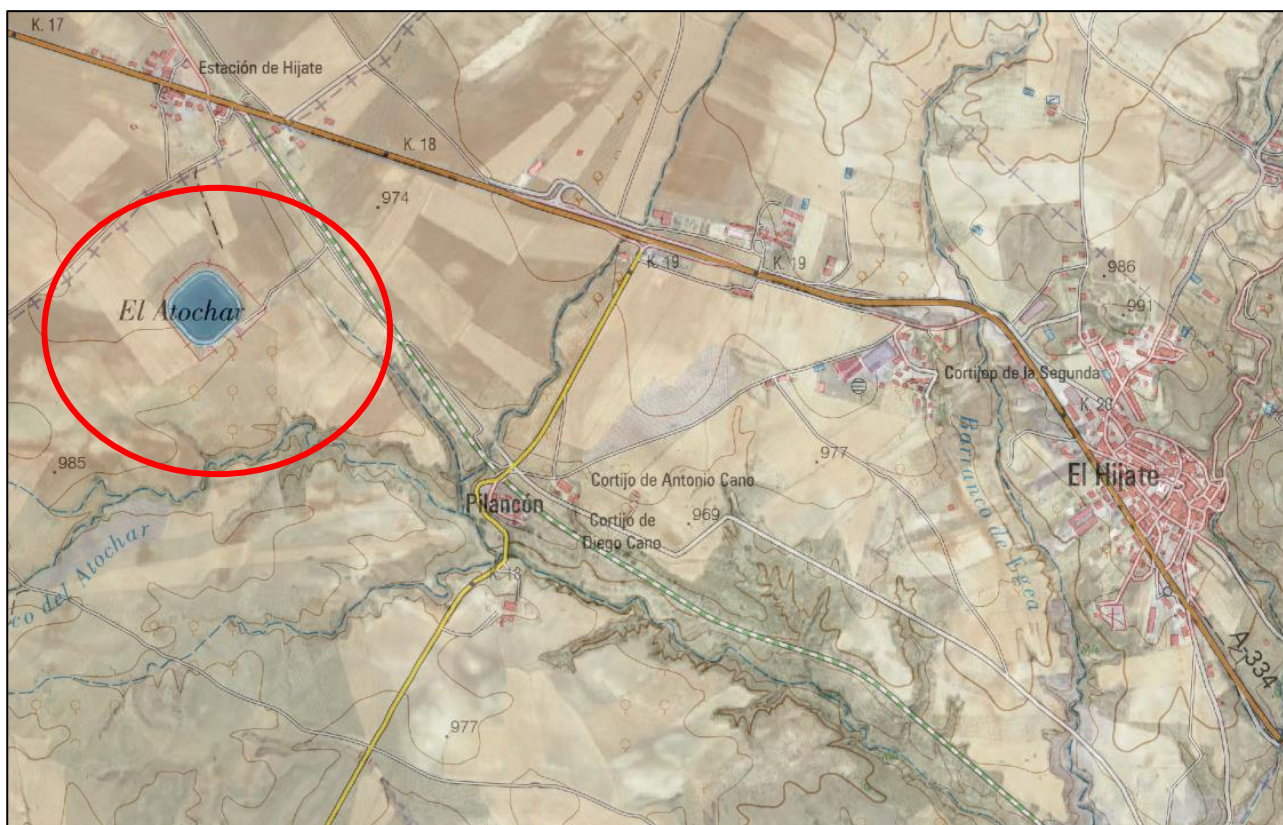 K. 17
Estación de Hijate
K. 18
974
K. 19
K. 19
986
991
El Atochar
Cortijop de la Segunda
K. 20
985
977
El Hijate
Cortijo de Antonio Cano
Pilancón
Cortijo de
Diego Cano
969
Barranco de Egea
K. 18
co del Atochar
A-334
977